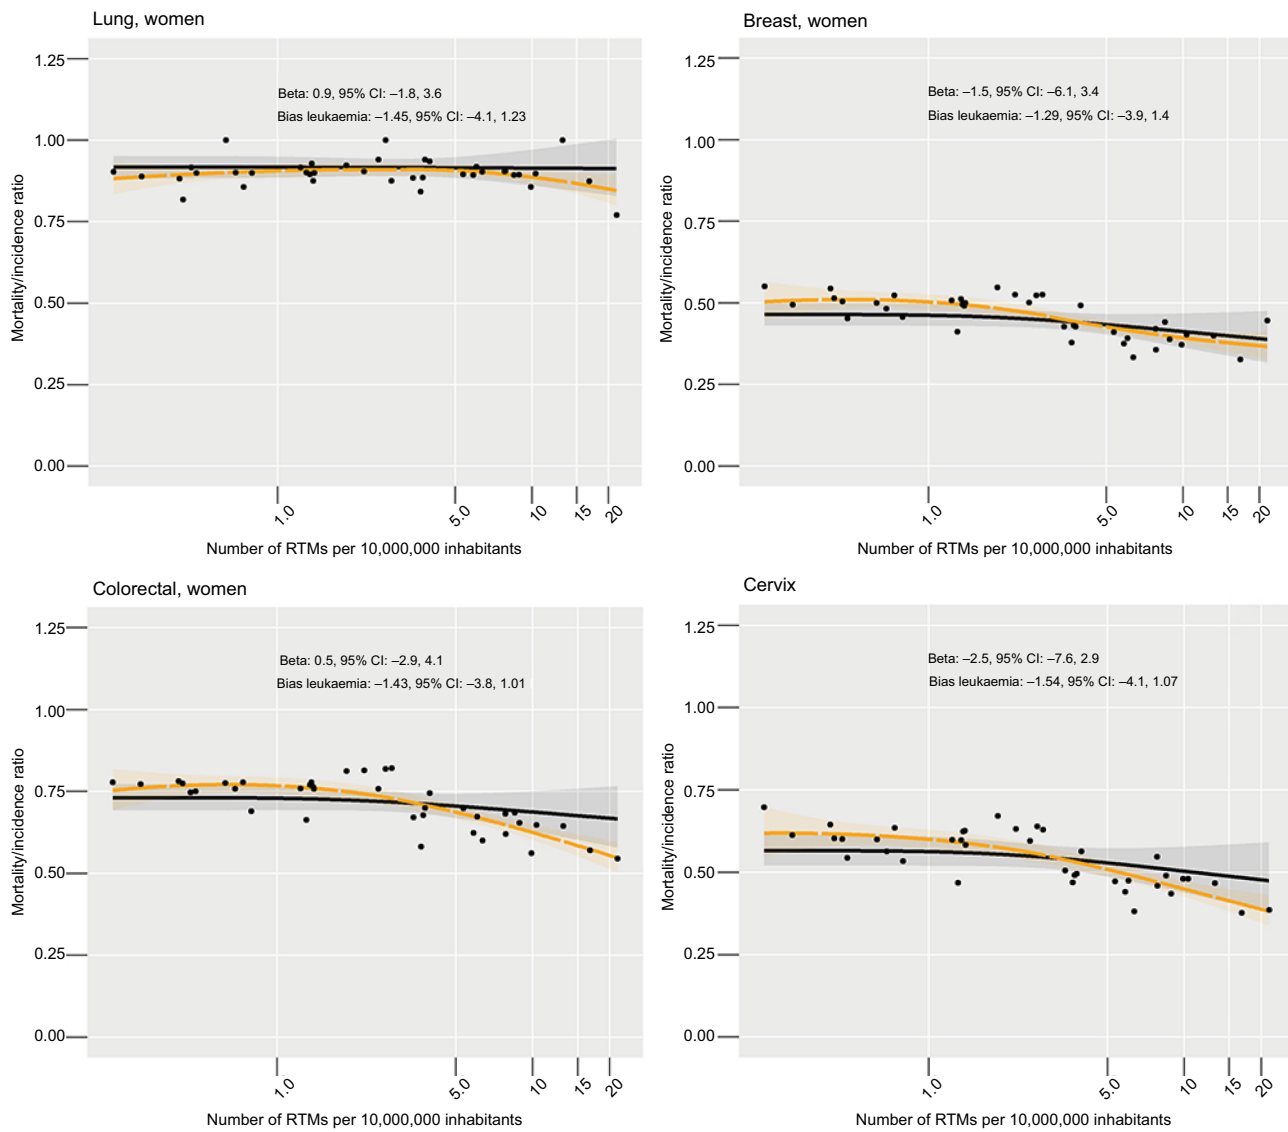 Lung, women
Mortality/incidence ratio
1.25
1.00
0.75
0.50
0.25
0.00
Beta: 0.9, 95% CI: –1.8, 3.6
Bias leukaemia: –1.45, 95% CI: –4.1, 1.23
1.0
5.0
10
15
20
Number of RTMs per 10,000,000 inhabitants
Breast, women
Mortality/incidence ratio
1.25
1.00
0.75
0.50
0.25
0.00
Beta: –1.5, 95% CI: –6.1, 3.4
Bias leukaemia: –1.29, 95% CI: –3.9, 1.4
1.0
5.0
10
15
20
Number of RTMs per 10,000,000 inhabitants
Colorectal, women
Mortality/incidence ratio
1.25
1.00
0.75
0.50
0.25
0.00
Beta: 0.5, 95% CI: –2.9, 4.1
Bias leukaemia: –1.43, 95% CI: –3.8, 1.01
1.0
5.0
10
15
20
Number of RTMs per 10,000,000 inhabitants
Cervix
Mortality/incidence ratio
1.25
1.00
0.75
0.50
0.25
0.00
Beta: –2.5, 95% CI: –7.6, 2.9
Bias leukaemia: –1.54, 95% CI: –4.1, 1.07
1.0
5.0
10
15
20
Number of RTMs per 10,000,000 inhabitants